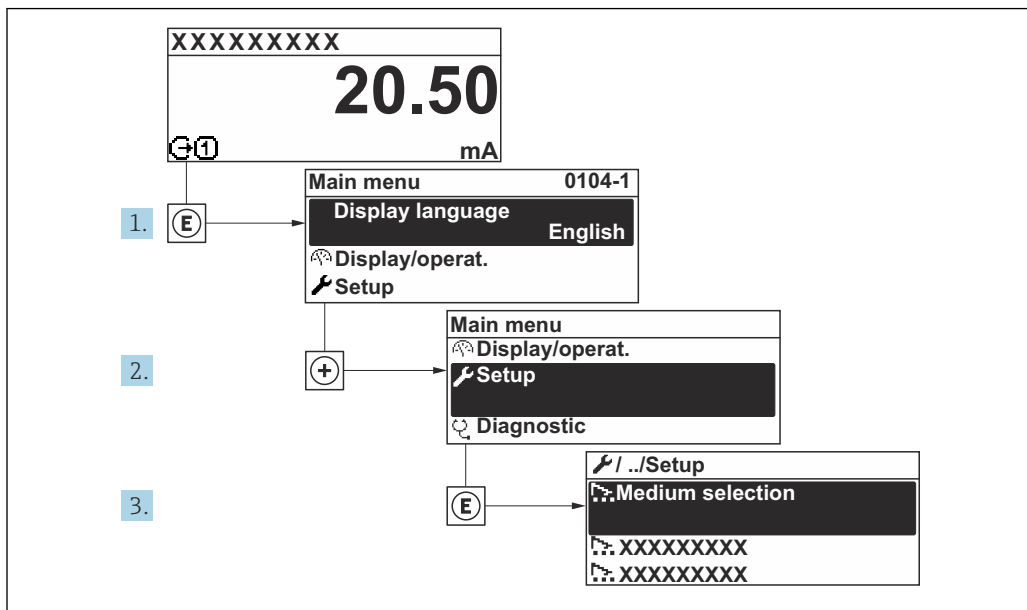 XXXXXXXXX
20.50
1 mA
Main menu 0104-1
1. E Display language
English
Display/operat.
Setup
Main menu
Display/operat.
2. + Setup
Diagnostic
/ ../Setup
3. E Medium selection
XXXXXXXXX
XXXXXXXXX